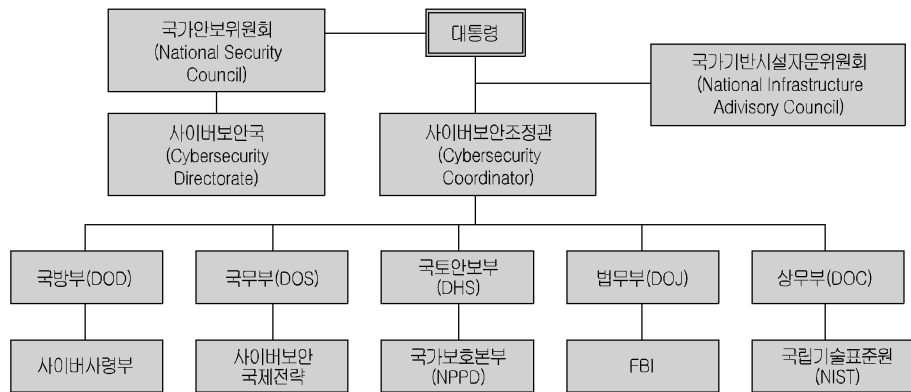 국가안보위원회
(National Security
Council)
대통령
국가기반시설자문위원회
(National Infrastructure
Adivisory Council)
사이버보안국
(Cybersecurity
Directorate)
사이버보안조정관
(Cybersecurity
Coordinator)
국방부(DOD)
국무부(DOS)
국토안보부
(DHS)
법무부(DOJ)
상무부(DOC)
사이버사령부
사이버보안
국제전략
국가보호본부
(NPPD)
FBI
국립기술표준원
(NIST)